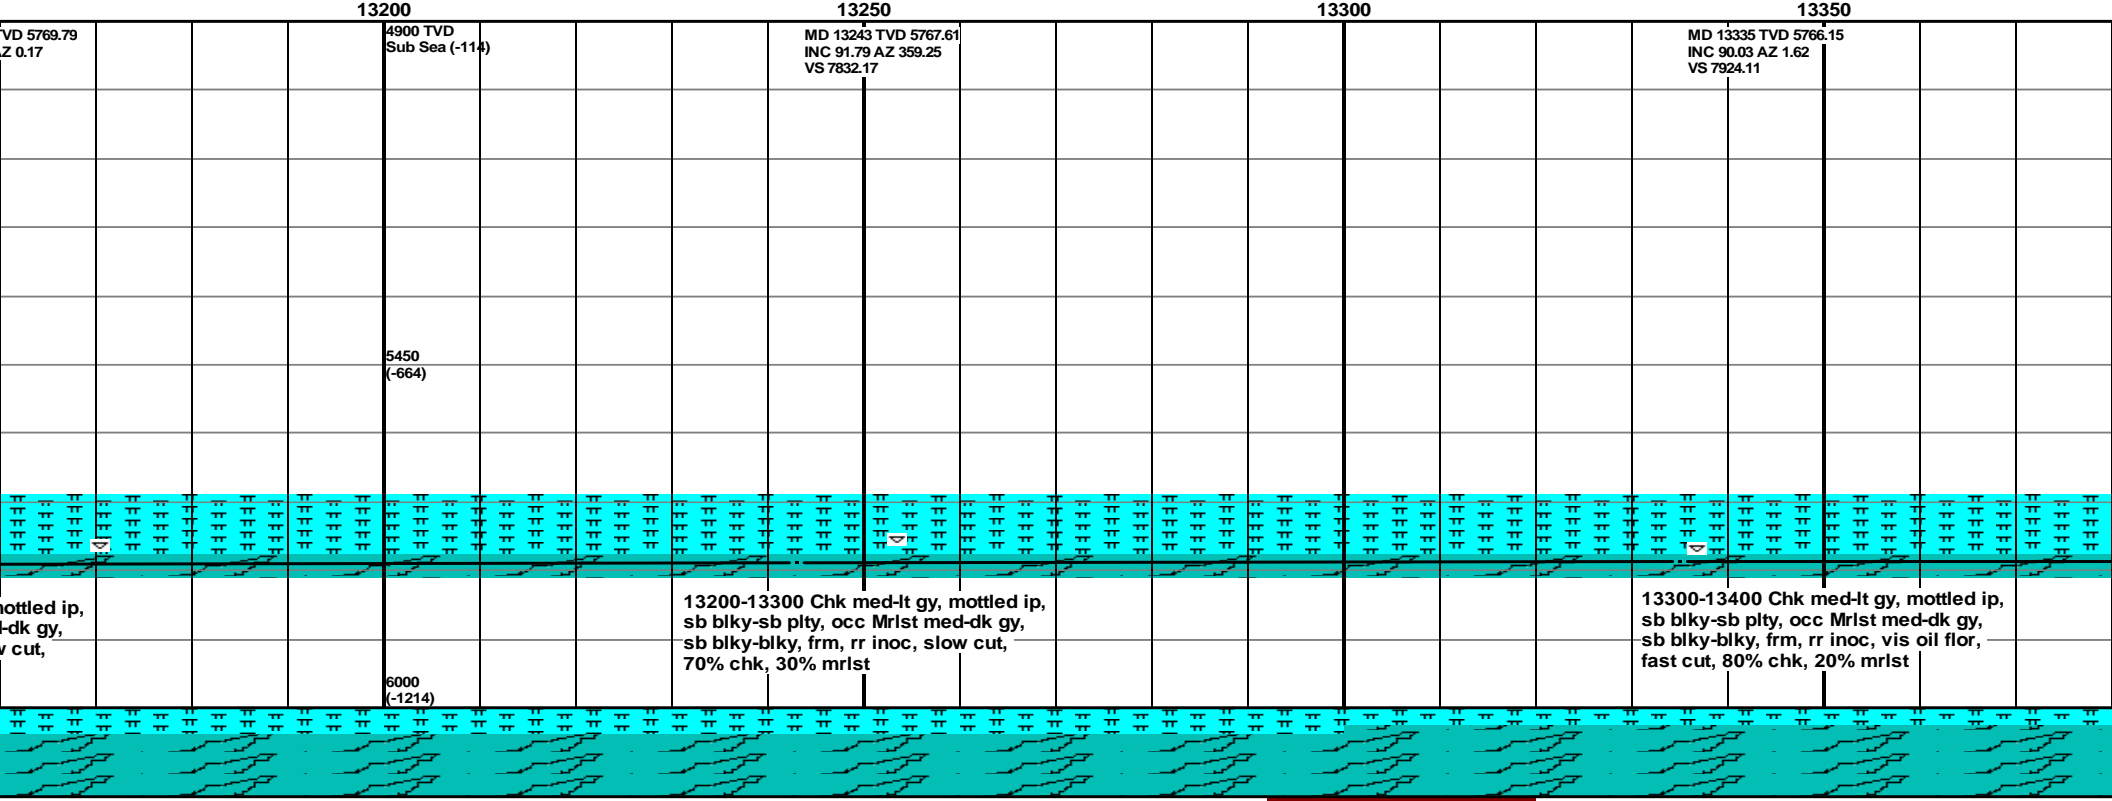 13200
13250
13300
13350
TVD 5769.79
AZ 0.17
4900 TVD
Sub Sea (-114)
MD 13243 TVD 5767.61
INC 91.79 AZ 359.25
VS 7832.17
MD 13335 TVD 5766.15
INC 90.03 AZ 1.62
VS 7924.11
5450
(-664)
mottled ip,
-dk gy,
cut,
13200-13300 Chk med-lt gy, mottled ip,
sb blky-sb plty, occ Mrlst med-dk gy,
sb blky-blky, frm, rr inoc, slow cut,
70% chk, 30% mrlst
13300-13400 Chk med-lt gy, mottled ip,
sb blky-sb plty, occ Mrlst med-dk gy,
sb blky-blky, frm, rr inoc, vis oil flor,
fast cut, 80% chk, 20% mrlst
6000
(-1214)